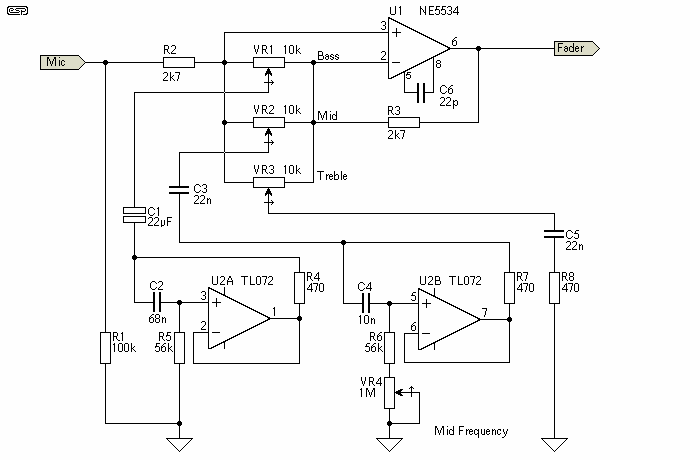 esp
U1 NE5534
Mic
R2
2k7
VR1 10k
Bass
3
+
2
−
6
5
8
C6
22p
Fader
VR2 10k
Mid
R3
2k7
VR3 10k
Treble
C3
22n
C1
22µF
C5
22n
C2
68n
U2A TL072
3
+
2
−
1
R4
470
C4
10n
U2B TL072
5
+
6
−
7
R7
470
R8
470
R1
100k
R5
56k
R6
56k
VR4
1M
Mid Frequency